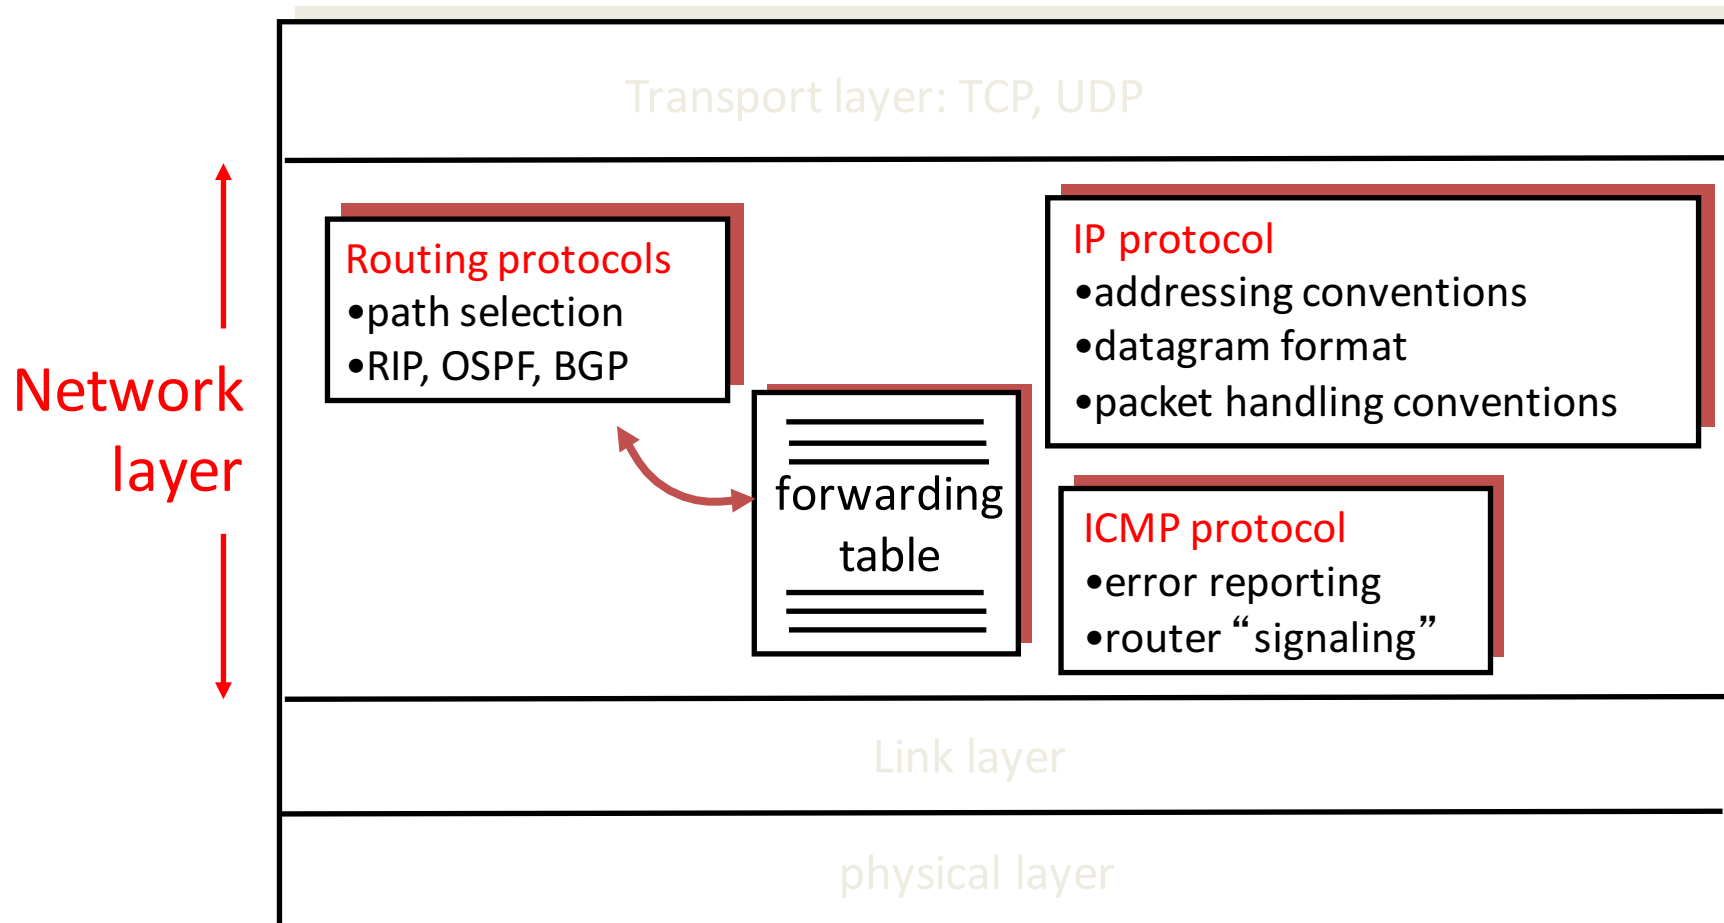 Transport layer: TCP, UDP
Network
layer
Routing protocols
•path selection
•RIP, OSPF, BGP
forwarding
table
IP protocol
•addressing conventions
•datagram format
•packet handling conventions
ICMP protocol
•error reporting
•router “signaling”
Link layer
physical layer